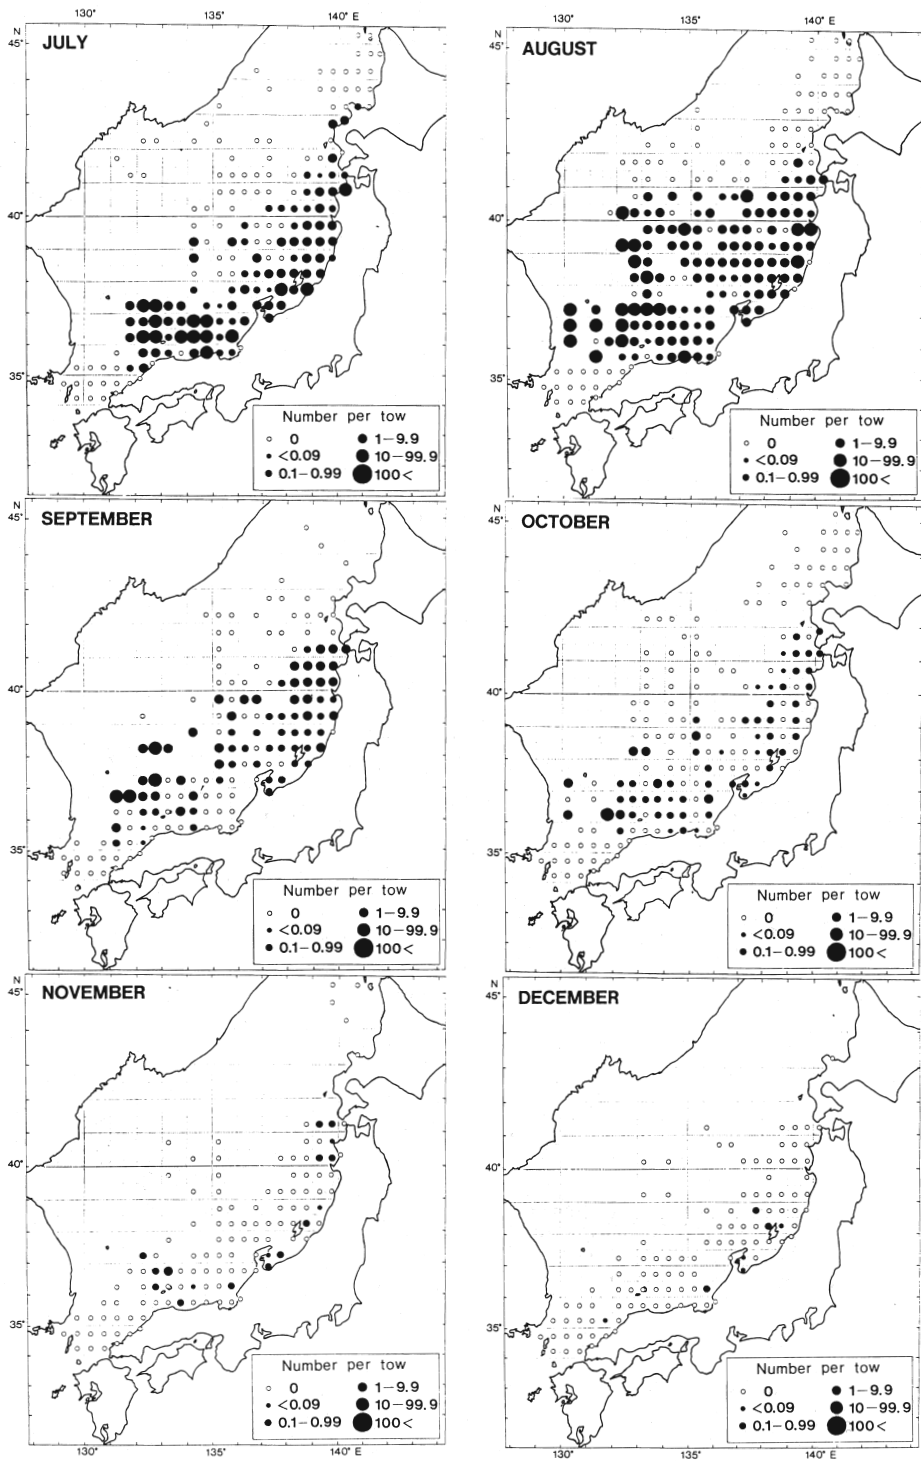 130° 135° 140° E
N
45°
JULY
40°
35°
Number per tow
0 1–9.9
<0.09 10–99.9
0.1–0.99 100<
130° 135° 140° E
N
45°
AUGUST
40°
35°
Number per tow
0 1–9.9
<0.09 10–99.9
0.1–0.99 100<
N
45°
SEPTEMBER
40°
35°
Number per tow
0 1–9.9
<0.09 10–99.9
0.1–0.99 100<
N
45°
OCTOBER
40°
35°
Number per tow
0 1–9.9
<0.09 10–99.9
0.1–0.99 100<
N
45°
NOVEMBER
40°
35°
Number per tow
0 1–9.9
<0.09 10–99.9
0.1–0.99 100<
130° 135° 140° E
N
45°
DECEMBER
40°
35°
Number per tow
0 1–9.9
<0.09 10–99.9
0.1–0.99 100<
130° 135° 140° E